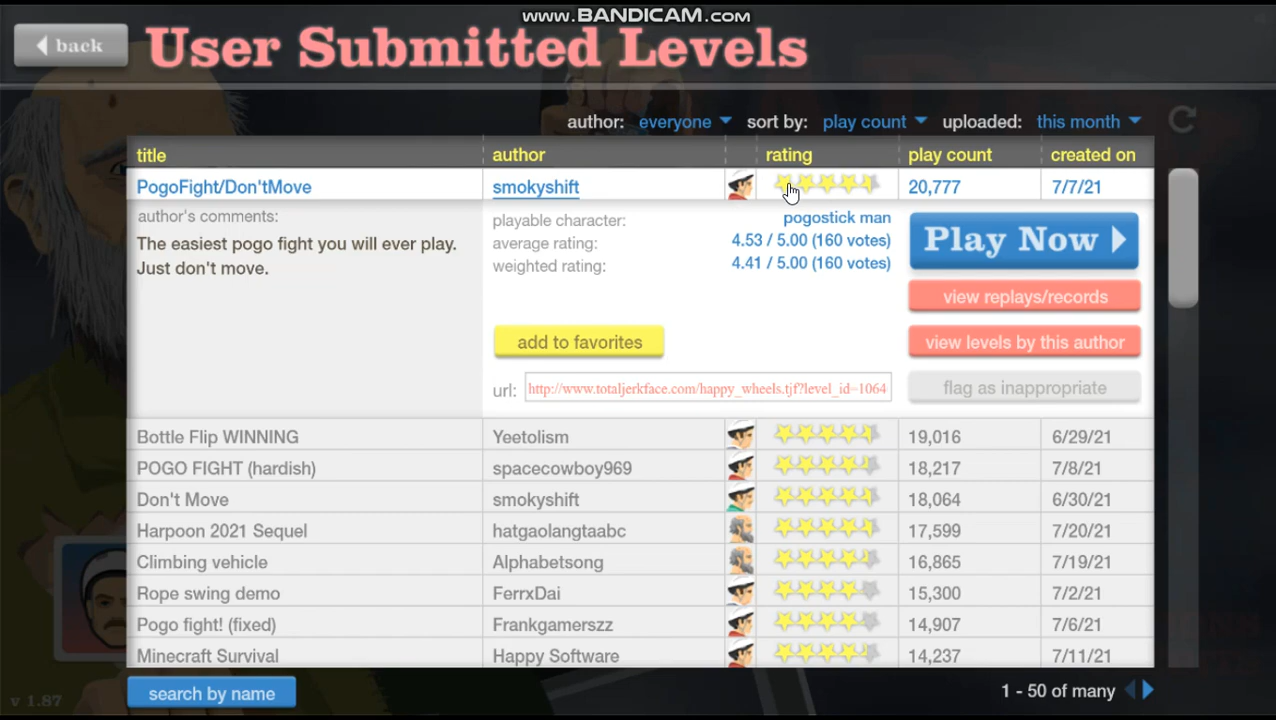 www.BANDICAM.com
back
User Submitted Levels
author: everyone sort by: play count uploaded: this month
title author rating play count created on
PogoFight/Don'tMove smokyshift 20,777 7/7/21
author's comments:
The easiest pogo fight you will ever play.
Just don't move.
playable character: pogostick man
average rating: 4.53 / 5.00 (160 votes)
weighted rating: 4.41 / 5.00 (160 votes)
Play Now
view replays/records
add to favorites
view levels by this author
url: http://www.totaljerkface.com/happy_wheels.tjf?level_id=1064
flag as inappropriate
Bottle Flip WINNING Yeetolism 19,016 6/29/21
POGO FIGHT (hardish) spacecowboy969 18,217 7/8/21
Don't Move smokyshift 18,064 6/30/21
Harpoon 2021 Sequel hatgaolangtaabc 17,599 7/20/21
Climbing vehicle Alphabetsong 16,865 7/19/21
Rope swing demo FerrxDai 15,300 7/2/21
Pogo fight! (fixed) Frankgamerszz 14,907 7/6/21
Minecraft Survival Happy Software 14,237 7/11/21
search by name
1 - 50 of many
v 1.87